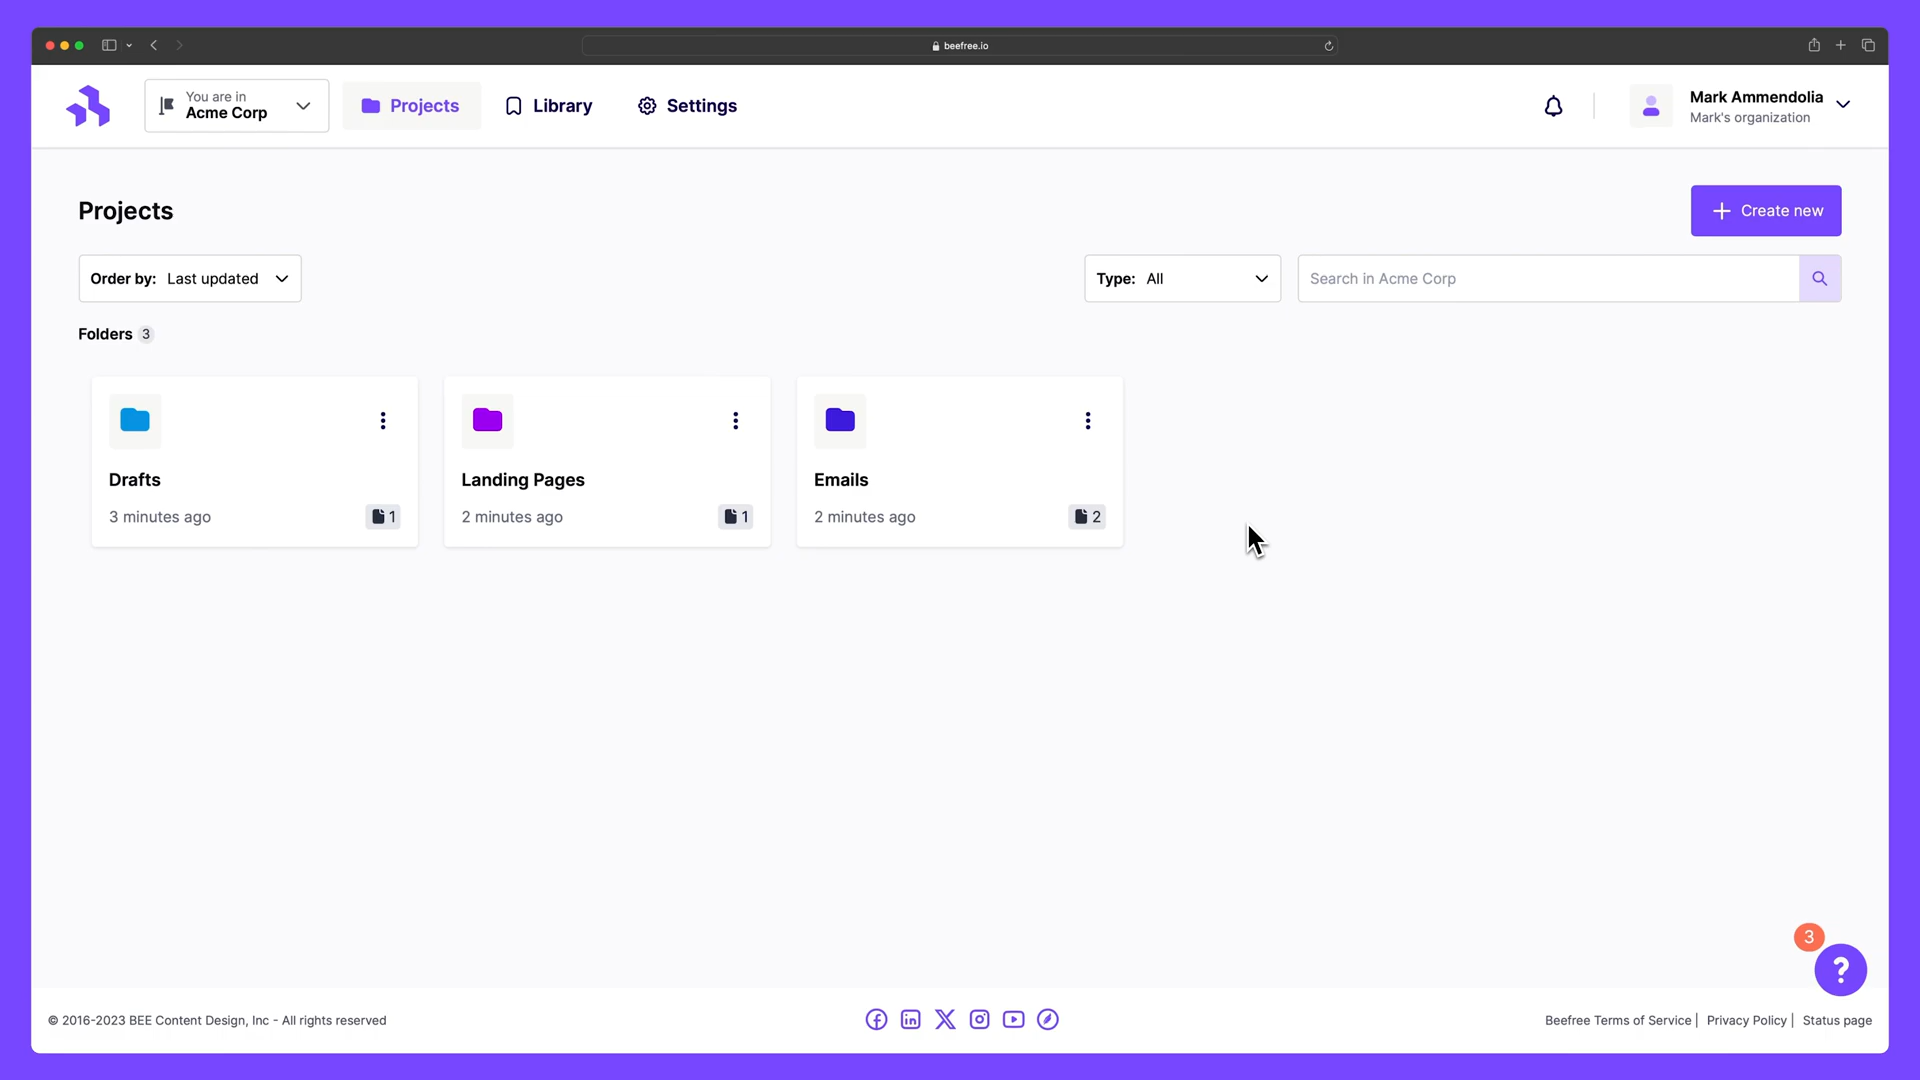 beefree.io
You are in
Acme Corp
Projects
Library
Settings
Mark Ammendolia
Mark's organization
Projects
+ Create new
Order by: Last updated
Type: All
Search in Acme Corp
Folders 3
Drafts
3 minutes ago
1
Landing Pages
2 minutes ago
1
Emails
2 minutes ago
2
3
?
© 2016-2023 BEE Content Design, Inc - All rights reserved
Beefree Terms of Service | Privacy Policy | Status page